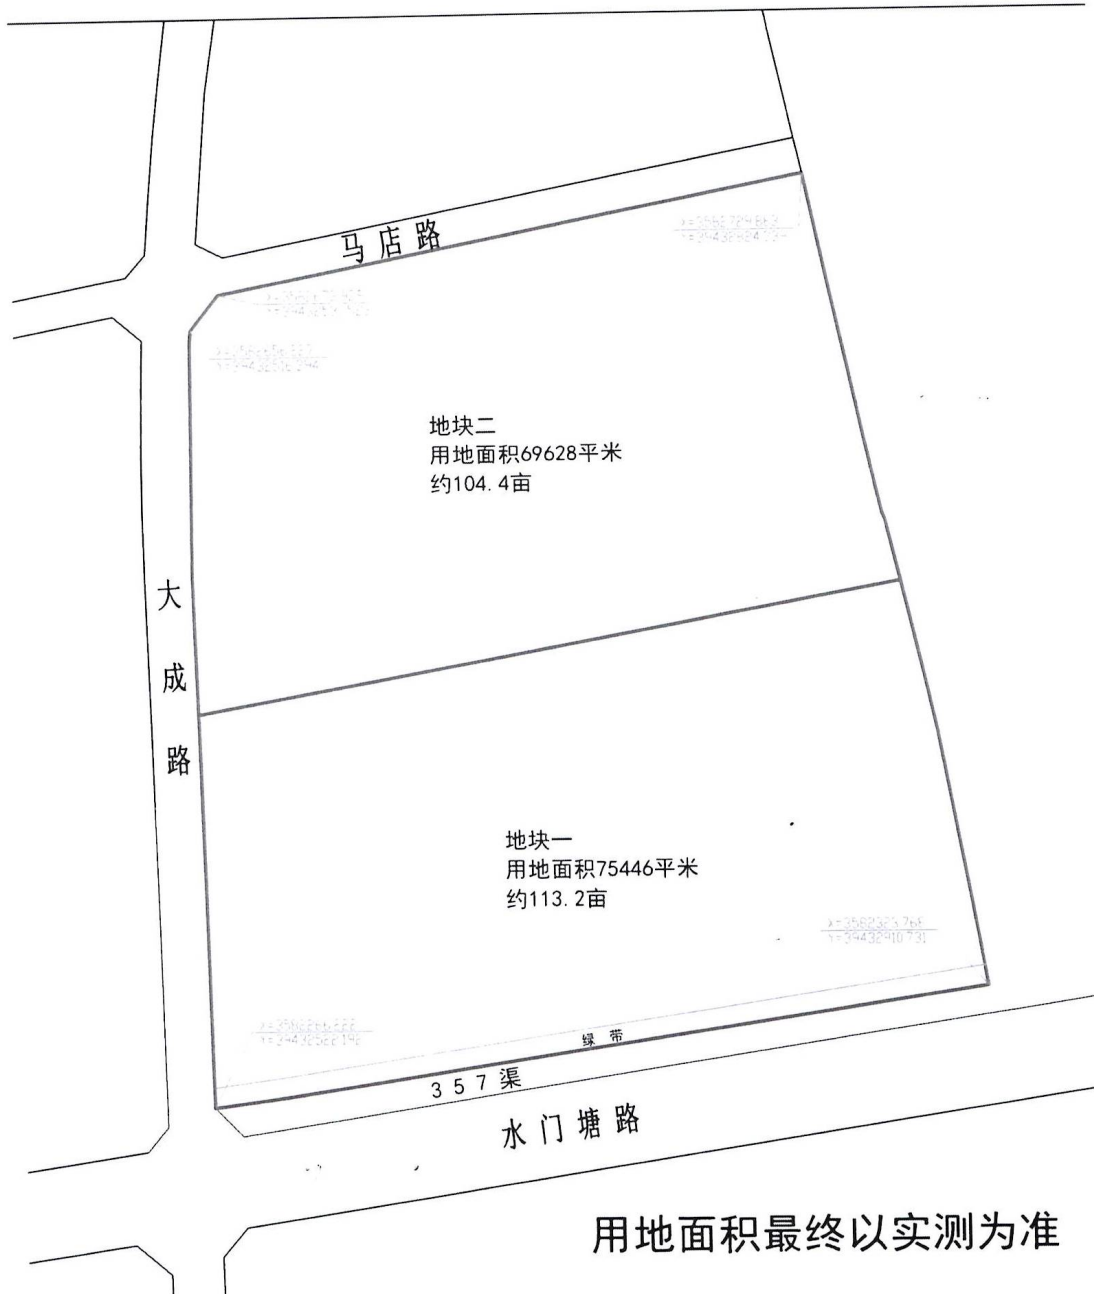 马店路
地块二
用地面积69628平米
约104.4亩
大成路
地块一
用地面积75446平米
约113.2亩
绿带
357渠
水门塘路
用地面积最终以实测为准